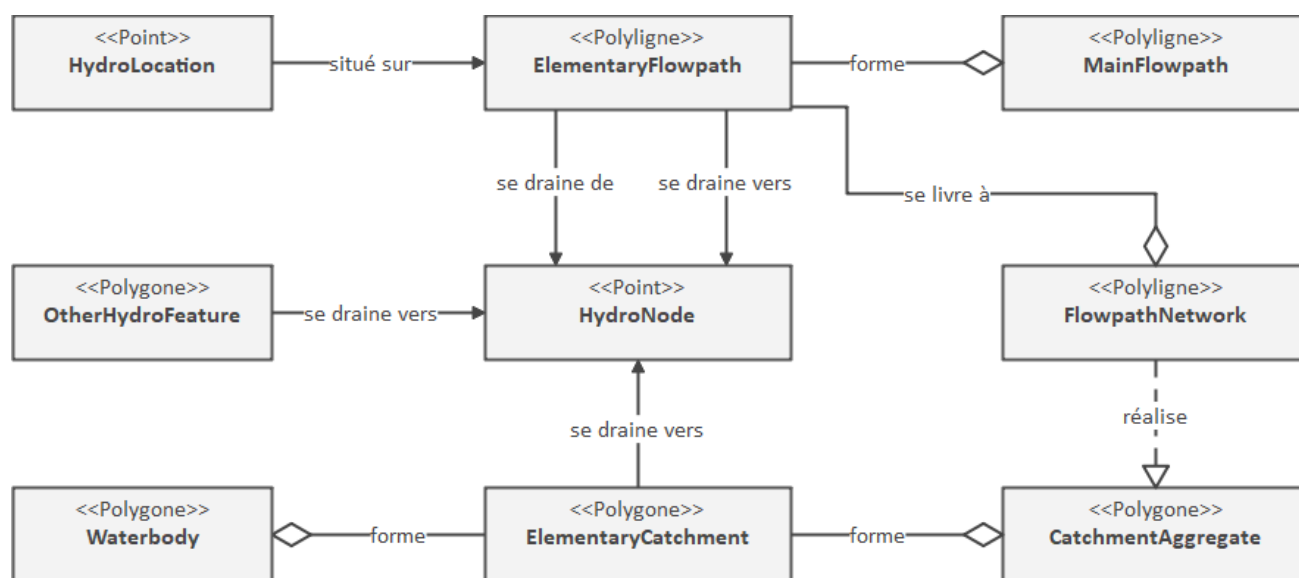 <<Point>>
HydroLocation
situé sur
<<Polyligne>>
ElementaryFlowpath
forme
<<Polyligne>>
MainFlowpath
se draine de
se draine vers
se livre à
<<Polygone>>
OtherHydroFeature
se draine vers
<<Point>>
HydroNode
<<Polyligne>>
FlowpathNetwork
se draine vers
réalise
<<Polygone>>
Waterbody
forme
<<Polygone>>
ElementaryCatchment
forme
<<Polygone>>
CatchmentAggregate